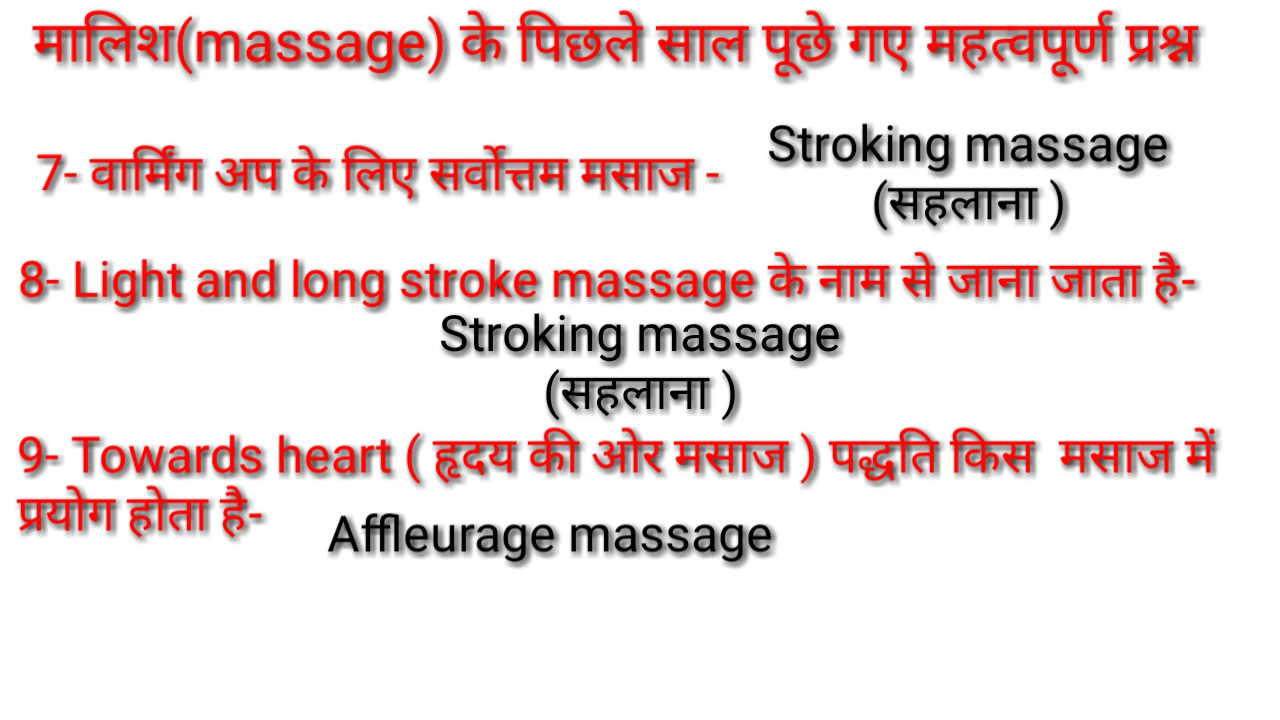 मालिश(massage) के पिछले साल पूछे गए महत्वपूर्ण प्रश्न
7- वार्मिंग अप के लिए सर्वोत्तम मसाज -
Stroking massage
(सहलाना )
8- Light and long stroke massage के नाम से जाना जाता है-
Stroking massage
(सहलाना )
9- Towards heart ( हृदय की ओर मसाज ) पद्धति किस  मसाज में
प्रयोग होता है-
Affleurage massage